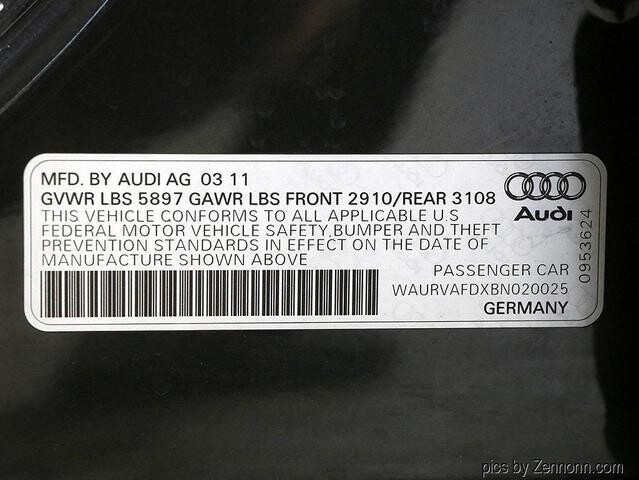 MFD. BY AUDI AG 03 11
GVWR LBS 5897 GAWR LBS FRONT 2910/REAR 3108
THIS VEHICLE CONFORMS TO ALL APPLICABLE U.S
FEDERAL MOTOR VEHICLE SAFETY,BUMPER AND THEFT
PREVENTION STANDARDS IN EFFECT ON THE DATE OF
MANUFACTURE SHOWN ABOVE
Audi
0953624
PASSENGER CAR
WAURVAFDXBN020025
GERMANY
pics by Zennonn.com